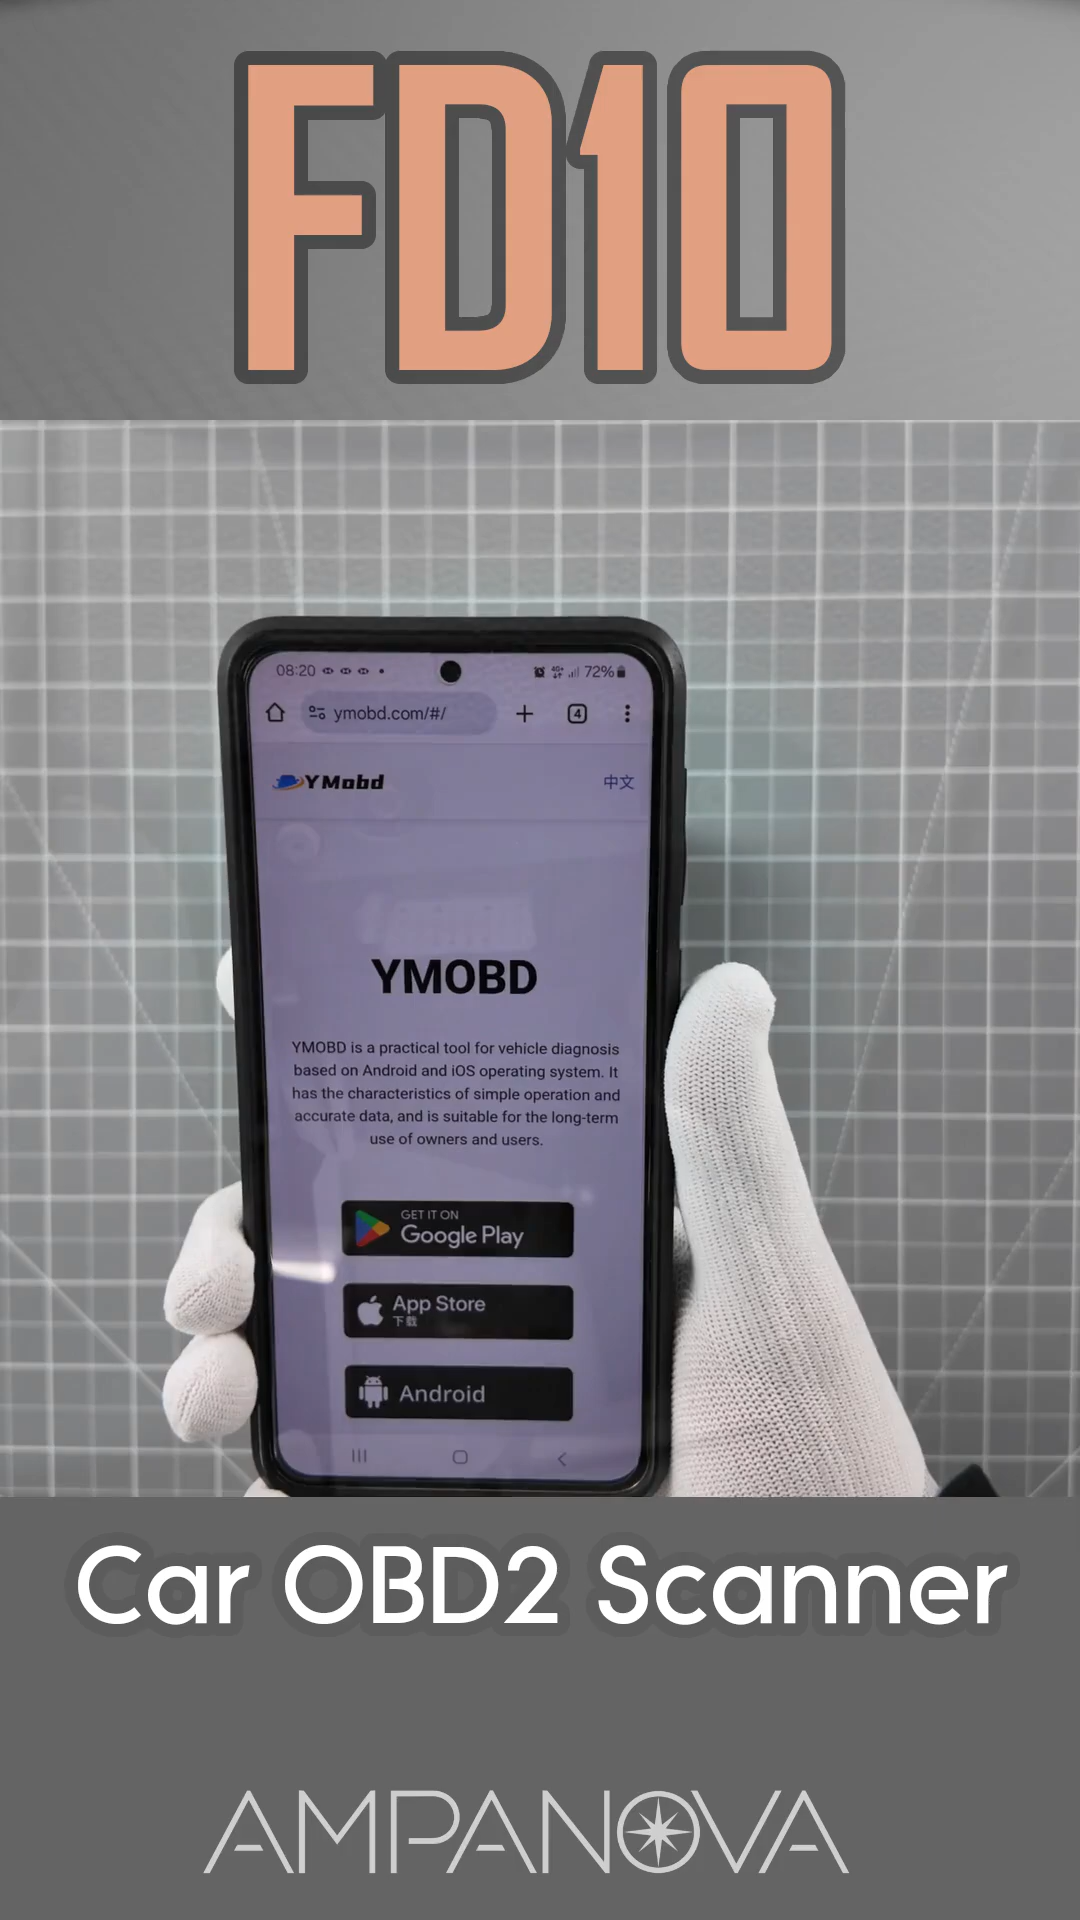 FD10
08:20
72%
ymobd.com/#/
4
YMobd
中文
YMOBD
YMOBD is a practical tool for vehicle diagnosis
based on Android and iOS operating system. It
has the characteristics of simple operation and
accurate data, and is suitable for the long-term
use of owners and users.
GET IT ON
Google Play
App Store
下载
Android
Car OBD2 Scanner
AMPANOVA